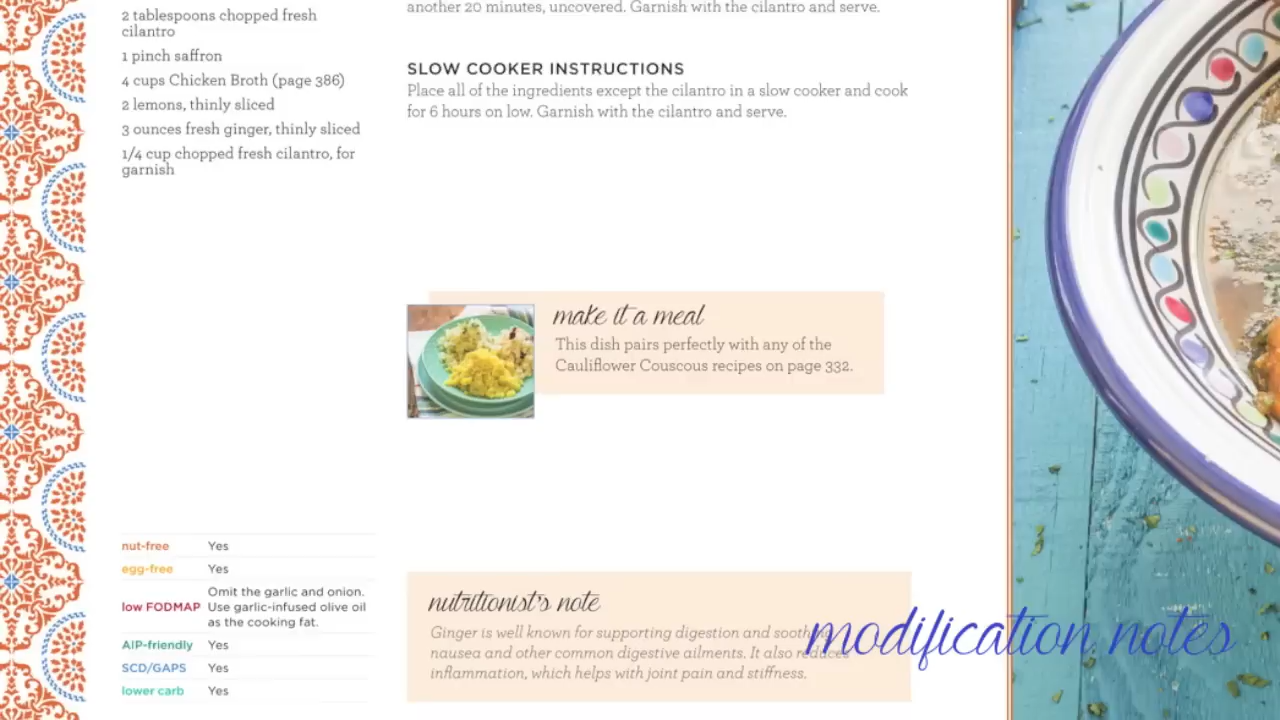 2 tablespoons chopped fresh
cilantro
1 pinch saffron
4 cups Chicken Broth (page 386)
2 lemons, thinly sliced
3 ounces fresh ginger, thinly sliced
1/4 cup chopped fresh cilantro, for
garnish
another 20 minutes, uncovered. Garnish with the cilantro and serve.
SLOW COOKER INSTRUCTIONS
Place all of the ingredients except the cilantro in a slow cooker and cook
for 6 hours on low. Garnish with the cilantro and serve.
make it a meal
This dish pairs perfectly with any of the
Cauliflower Couscous recipes on page 332.
nut-free Yes
egg-free Yes
low FODMAP Omit the garlic and onion.
Use garlic-infused olive oil
as the cooking fat.
AIP-friendly Yes
SCD/GAPS Yes
lower carb Yes
nutritionist's note
Ginger is well known for supporting digestion and soothing
nausea and other common digestive ailments. It also reduces
inflammation, which helps with joint pain and stiffness.
modification notes